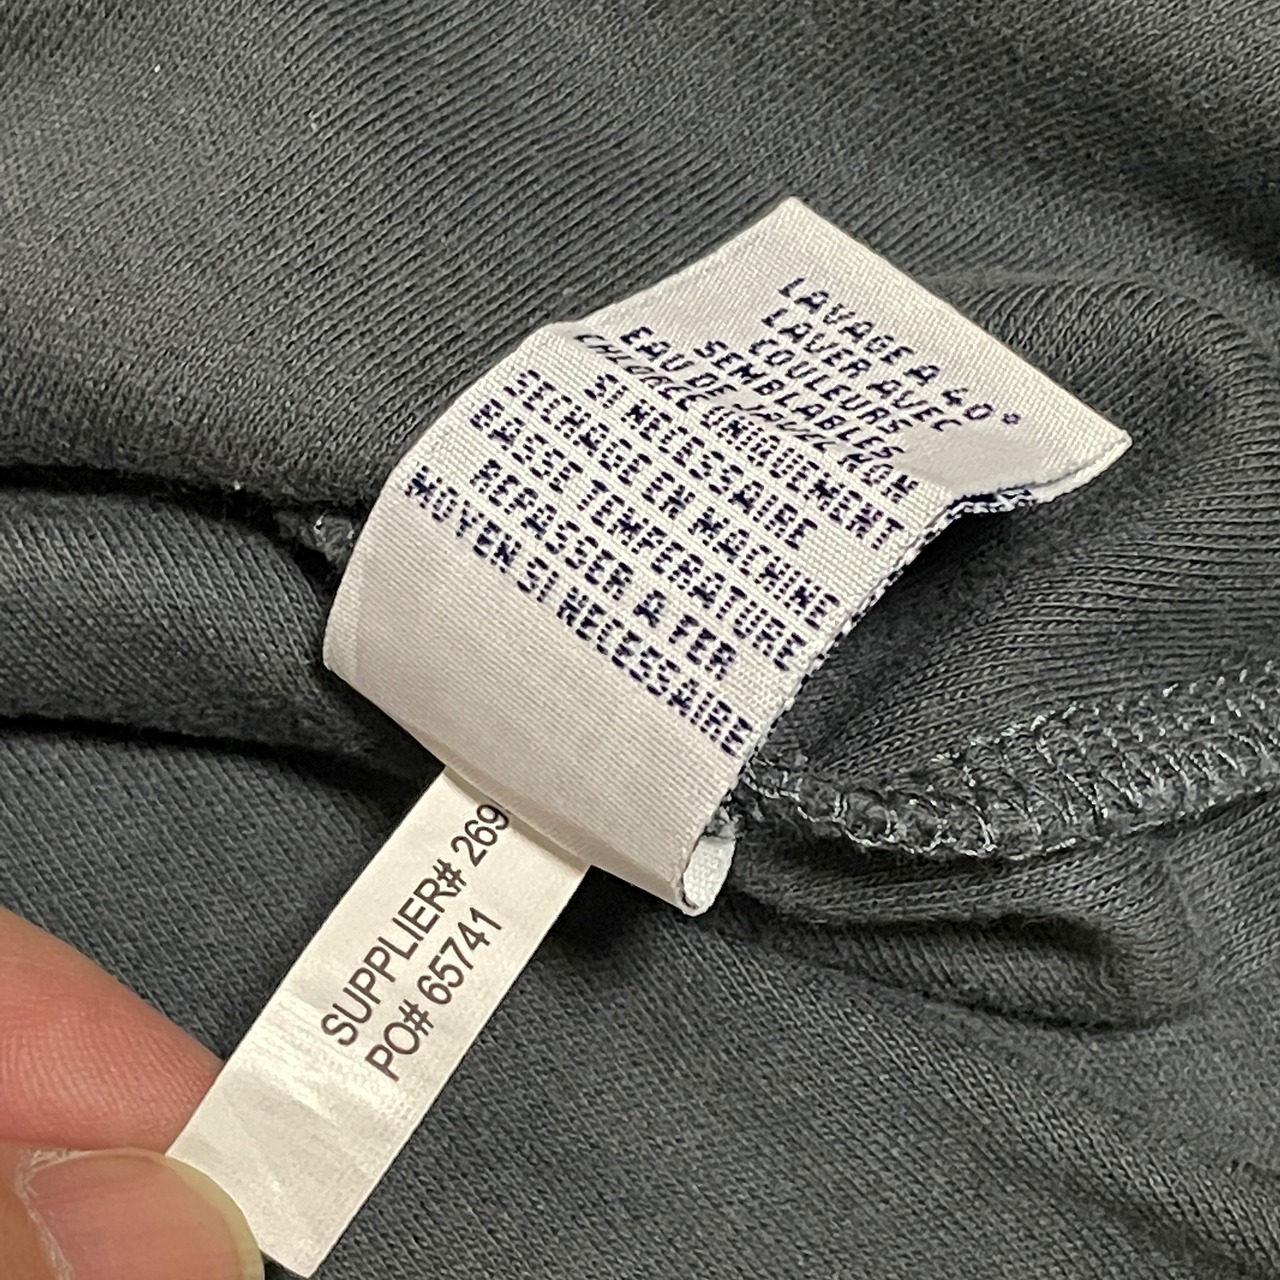 LAVAGE A 40°
LAVER AVEC
COULEURS
SEMBLABLES
EAU DE JAVEL NON
CHLOREE UNIQUEMENT
SI NECESSAIRE
SECHAGE EN MACHINE
BASSE TEMPERATURE
REPASSER A FER
MOYEN SI NECESSAIRE
SUPPLIER# 269
PO# 65741